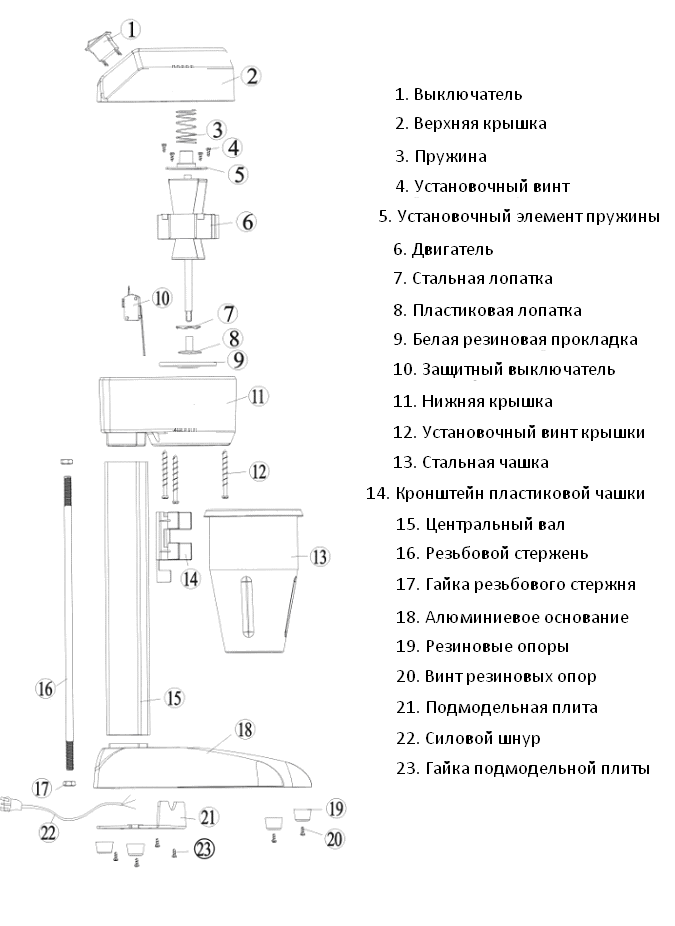 1
2
3
4
5
6
7
8
9
10
11
12
13
14
15
16
17
18
19
20
21
22
23
1. Выключатель
2. Верхняя крышка
3. Пружина
4. Установочный винт
5. Установочный элемент пружины
6. Двигатель
7. Стальная лопатка
8. Пластиковая лопатка
9. Белая резиновая прокладка
10. Защитный выключатель
11. Нижняя крышка
12. Установочный винт крышки
13. Стальная чашка
14. Кронштейн пластиковой чашки
15. Центральный вал
16. Резьбовой стержень
17. Гайка резьбового стержня
18. Алюминиевое основание
19. Резиновые опоры
20. Винт резиновых опор
21. Подмодельная плита
22. Силовой шнур
23. Гайка подмодельной плиты